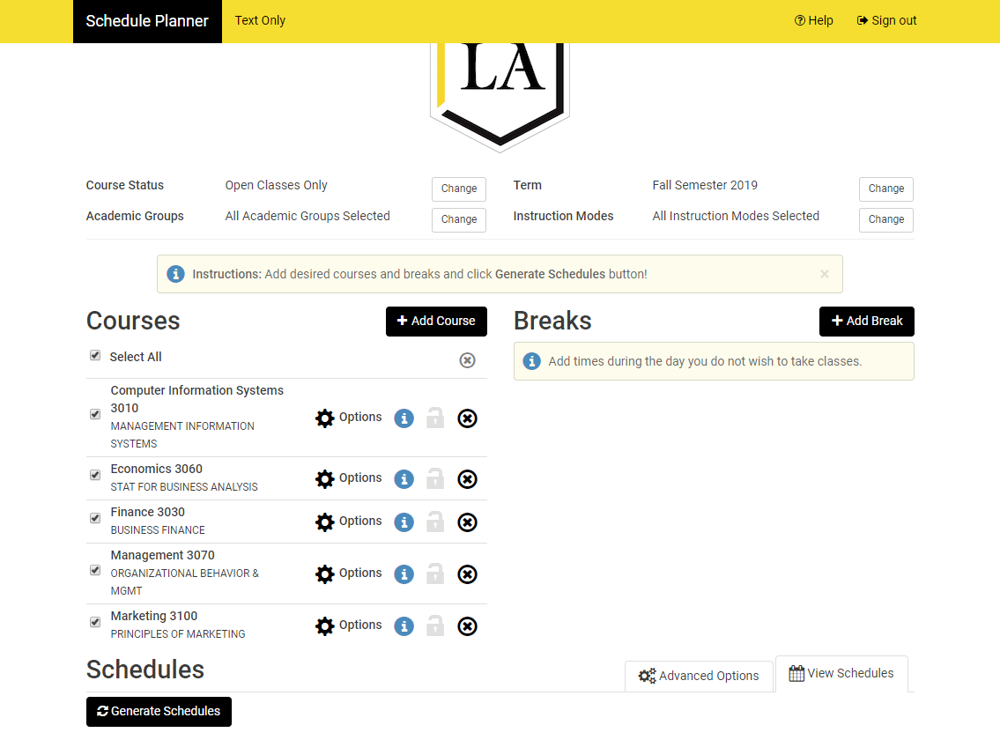 Schedule Planner Text Only Help Sign out
LA
Course Status Open Classes Only Change Term Fall Semester 2019 Change
Academic Groups All Academic Groups Selected Change Instruction Modes All Instruction Modes Selected Change
Instructions: Add desired courses and breaks and click Generate Schedules button!
Courses + Add Course
Select All
Computer Information Systems
3010
MANAGEMENT INFORMATION
SYSTEMS
Options
Economics 3060
STAT FOR BUSINESS ANALYSIS
Options
Finance 3030
BUSINESS FINANCE
Options
Management 3070
ORGANIZATIONAL BEHAVIOR &
MGMT
Options
Marketing 3100
PRINCIPLES OF MARKETING
Options
Breaks + Add Break
Add times during the day you do not wish to take classes.
Schedules Advanced Options View Schedules
Generate Schedules